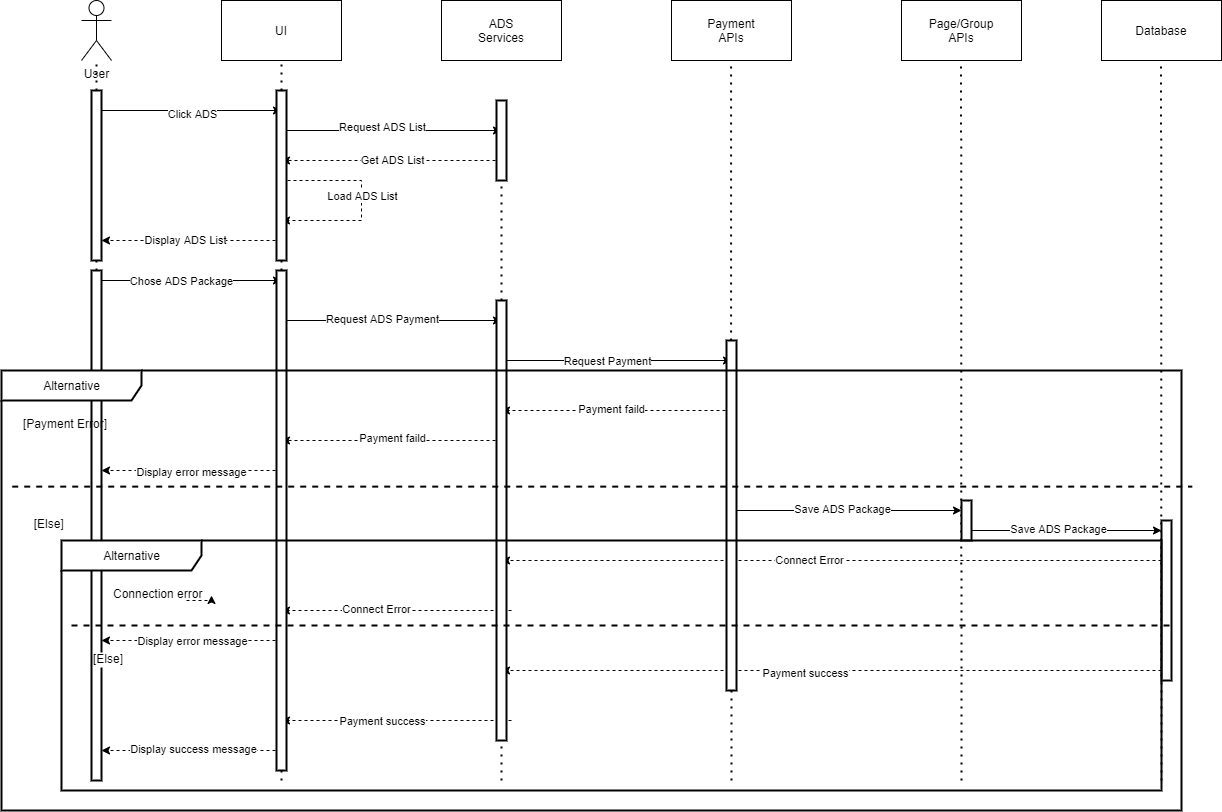 User
UI
ADS
Services
Payment
APIs
Page/Group
APIs
Database
Click ADS
Request ADS List
Get ADS List
Load ADS List
Display ADS List
Chose ADS Package
Request ADS Payment
Request Payment
Alternative
[Payment Error]
Payment faild
Payment faild
Display error message
Save ADS Package
[Else]
Save ADS Package
Alternative
Connect Error
Connection error
Connect Error
Display error message
[Else]
Payment success
Payment success
Display success message